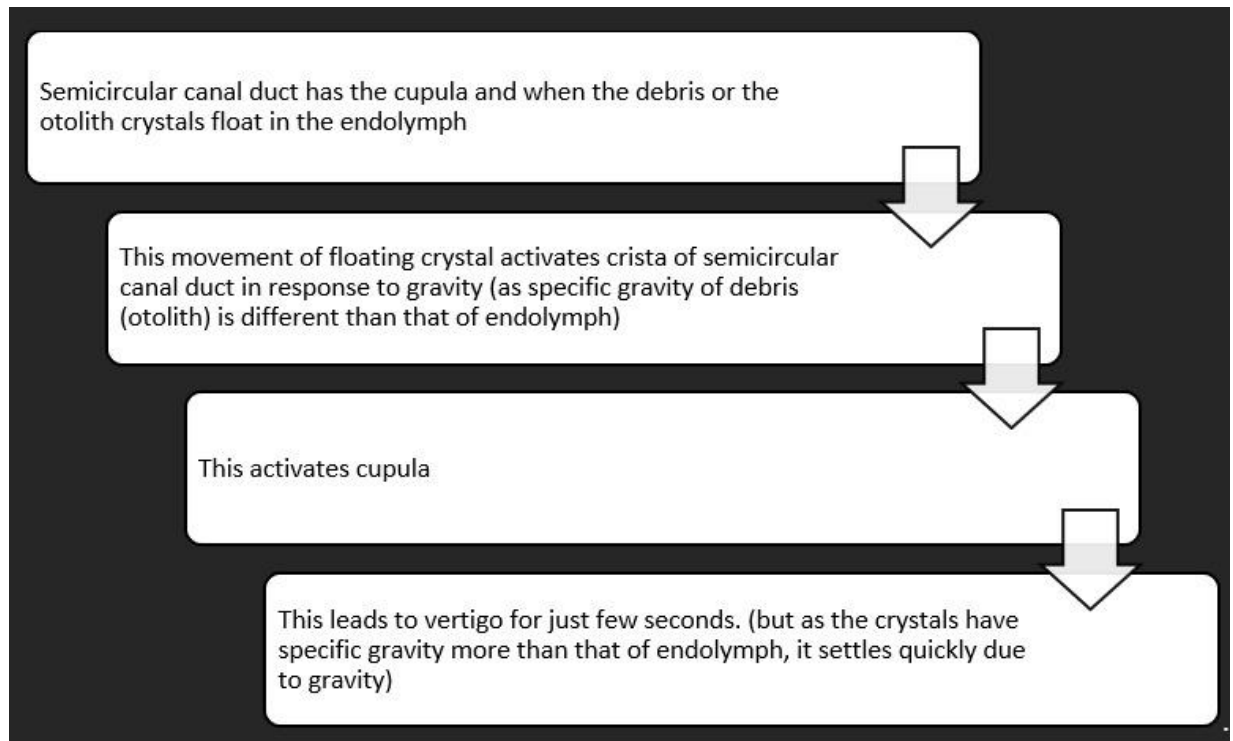 Semicircular canal duct has the cupula and when the debris or the
otolith crystals float in the endolymph
This movement of floating crystal activates crista of semicircular
canal duct in response to gravity (as specific gravity of debris
(otolith) is different than that of endolymph)
This activates cupula
This leads to vertigo for just few seconds. (but as the crystals have
specific gravity more than that of endolymph, it settles quickly due
to gravity)